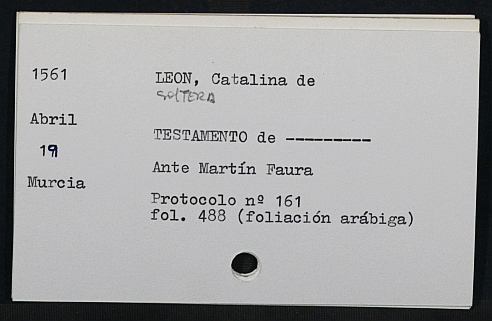 1561
LEON, Catalina de
SOLTERA
Abril
TESTAMENTO de ---------
19
Ante Martín Faura
Murcia
Protocolo nº 161
fol. 488 (foliación arábiga)